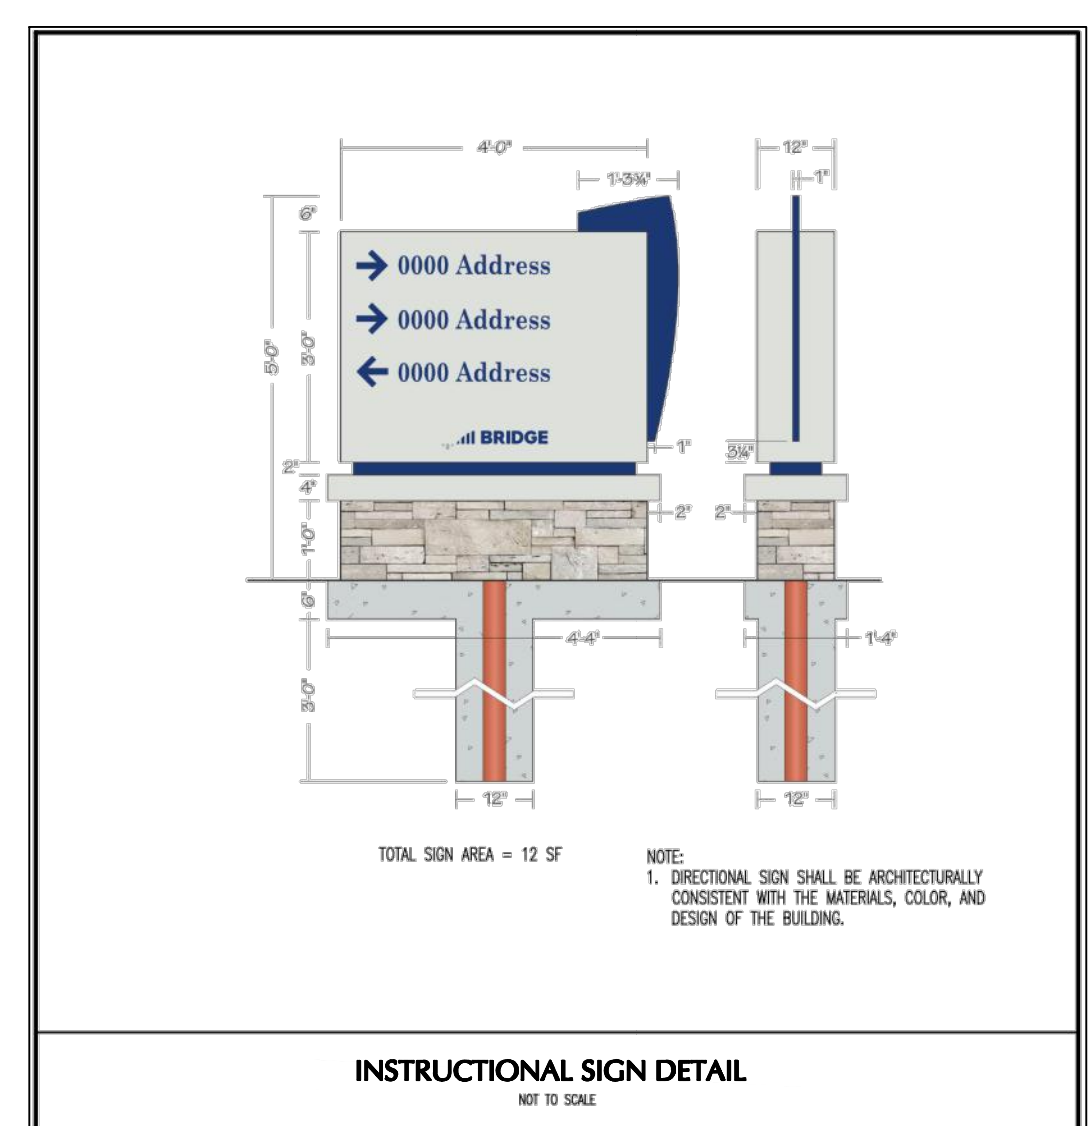 4'-0"
12"
1'-3¾"
1"
6"
→ 0000 Address
→ 0000 Address
← 0000 Address
5'-0"
3'-0"
BRIDGE
1"
3¼"
2"
4"
2"
2"
1'-0"
6"
4'-4"
1'-4"
3'-0"
12"
12"
TOTAL SIGN AREA = 12 SF
NOTE:
1. DIRECTIONAL SIGN SHALL BE ARCHITECTURALLY
CONSISTENT WITH THE MATERIALS, COLOR, AND
DESIGN OF THE BUILDING.
INSTRUCTIONAL SIGN DETAIL
NOT TO SCALE